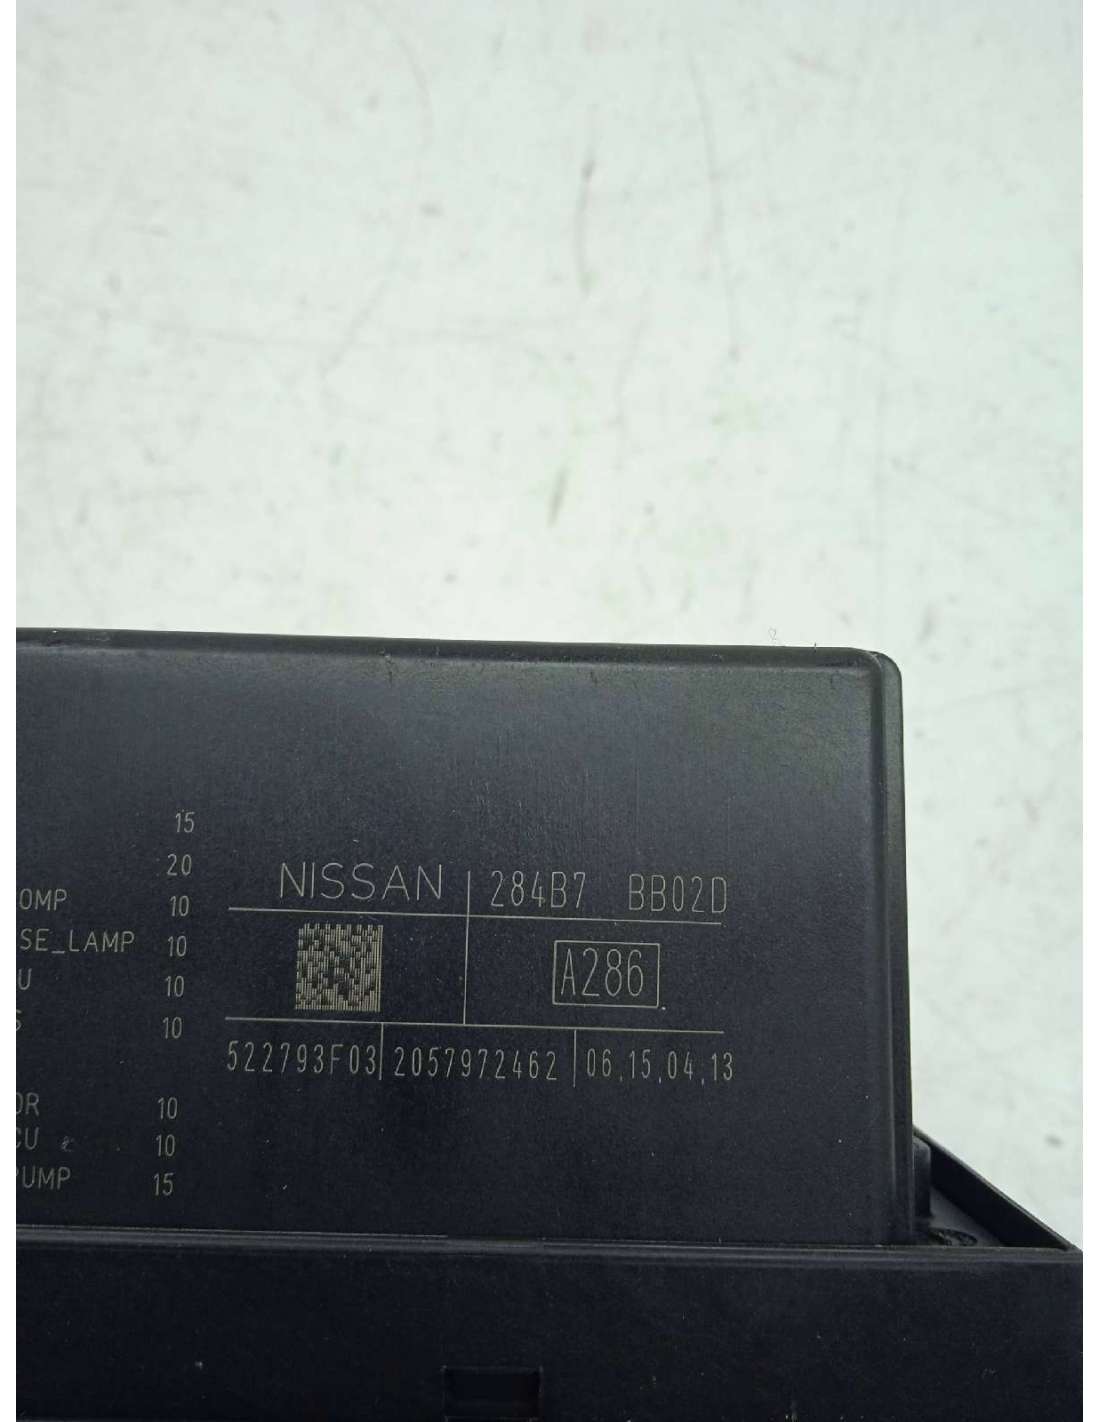 15
20
OMP 10
SE_LAMP 10
U 10
S 10
OR 10
CU 10
PUMP 15
NISSAN 284B7 BB02D
A286
522793F03 2057972462 06.15.04.13